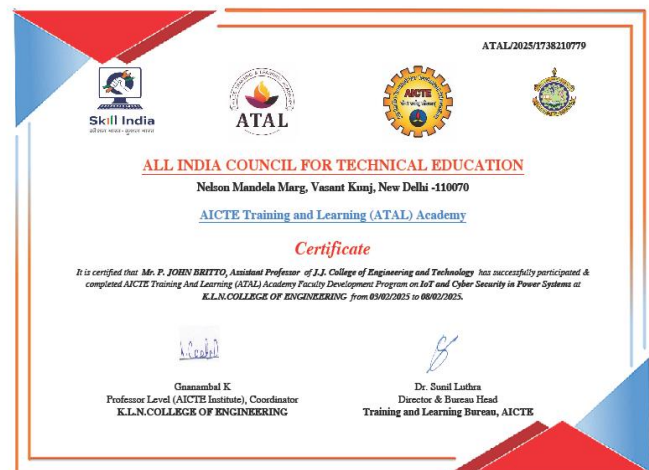 ATAL/2025/1738210779
Skill India
कौशल भारत - कुशल भारत
ATAL
AICTE
ALL INDIA COUNCIL FOR TECHNICAL EDUCATION
Nelson Mandela Marg, Vasant Kunj, New Delhi -110070
AICTE Training and Learning (ATAL) Academy
Certificate
It is certified that Mr. P. JOHN BRITTO, Assistant Professor of J.J. College of Engineering and Technology has successfully participated &
completed AICTE Training And Learning (ATAL) Academy Faculty Development Program on IoT and Cyber Security in Power Systems at
K.L.N.COLLEGE OF ENGINEERING from 03/02/2025 to 08/02/2025.
Gnanambal K
Professor Level (AICTE Institute), Coordinator
K.L.N.COLLEGE OF ENGINEERING
Dr. Sunil Luthra
Director & Bureau Head
Training and Learning Bureau, AICTE